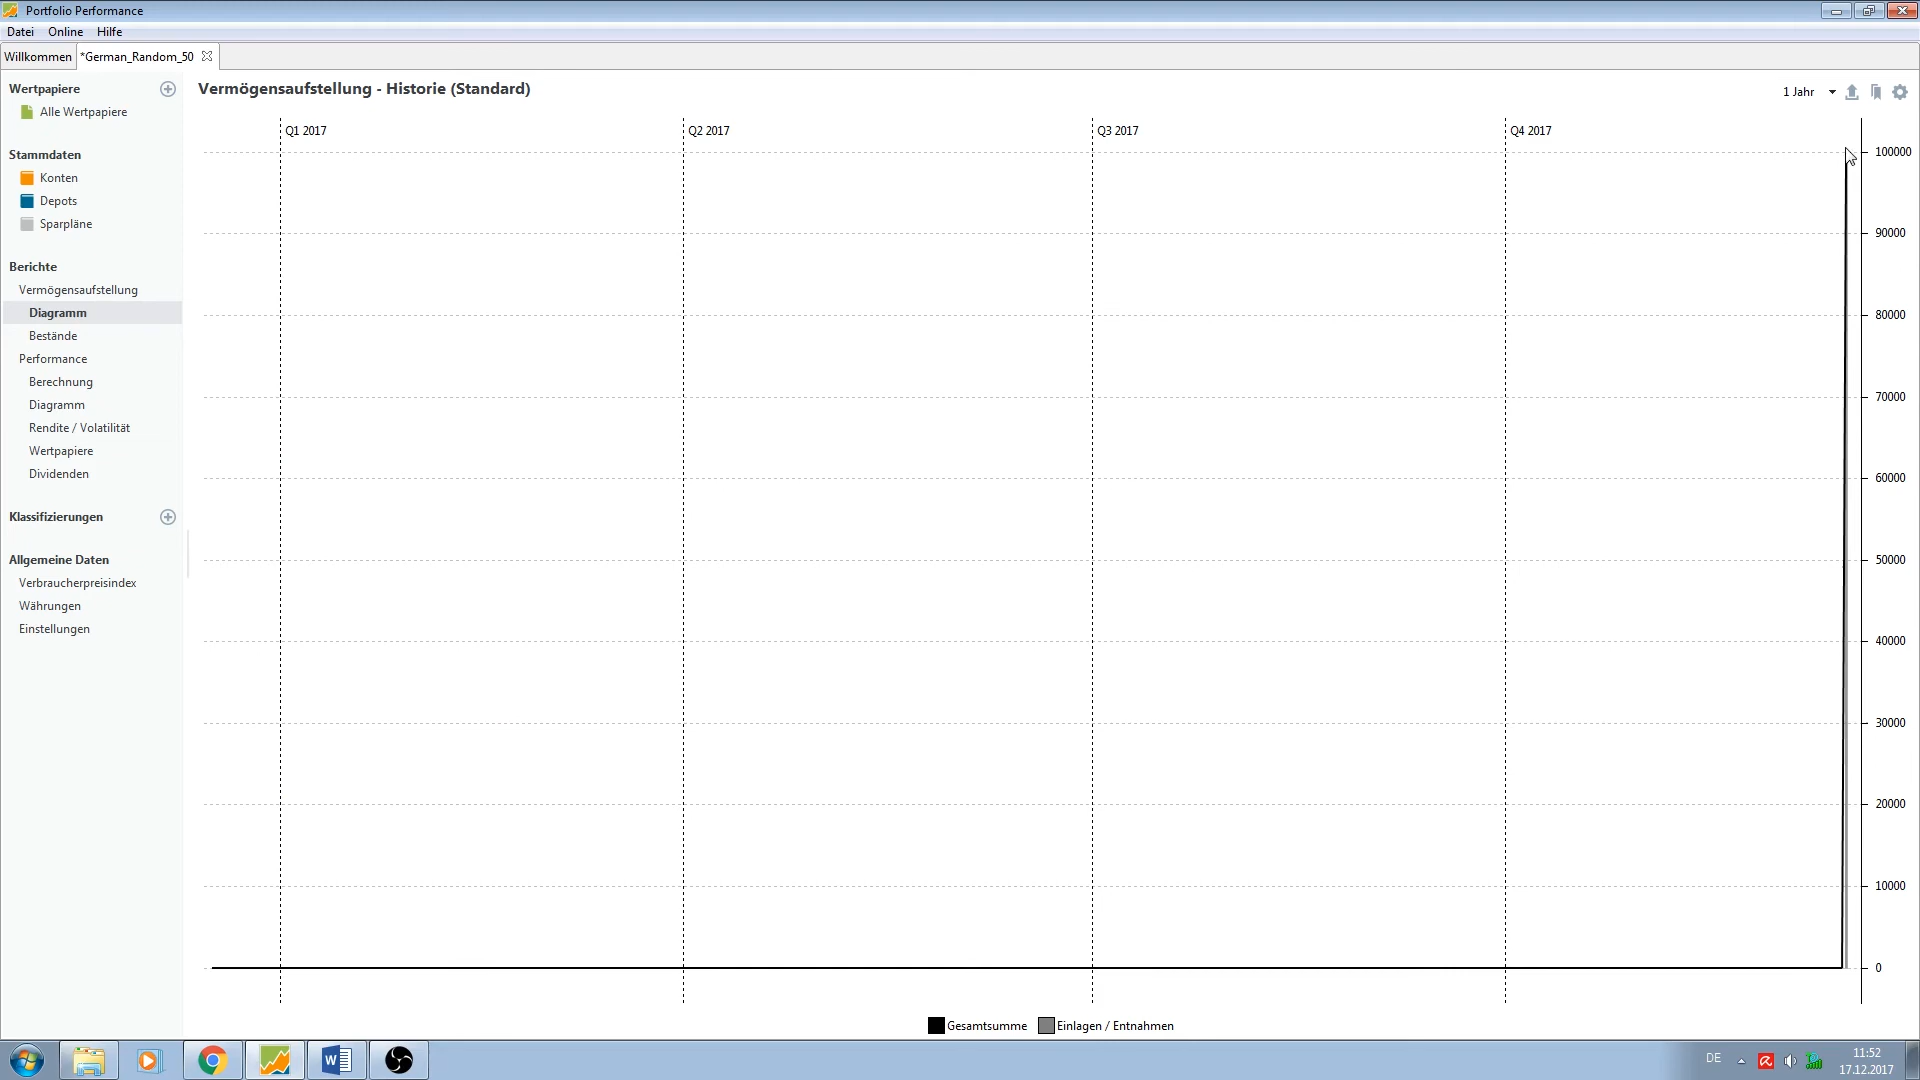 Portfolio Performance
Datei Online Hilfe
Willkommen *German_Random_50
Wertpapiere
Alle Wertpapiere
Stammdaten
Konten
Depots
Sparpläne
Berichte
Vermögensaufstellung
Diagramm
Bestände
Performance
Berechnung
Diagramm
Rendite / Volatilität
Wertpapiere
Dividenden
Klassifizierungen
Allgemeine Daten
Verbraucherpreisindex
Währungen
Einstellungen
Vermögensaufstellung - Historie (Standard)
1 Jahr
Q1 2017 Q2 2017 Q3 2017 Q4 2017
100000
90000
80000
70000
60000
50000
40000
30000
20000
10000
0
Gesamtsumme Einlagen / Entnahmen
W
DE
11:52
17.12.2017